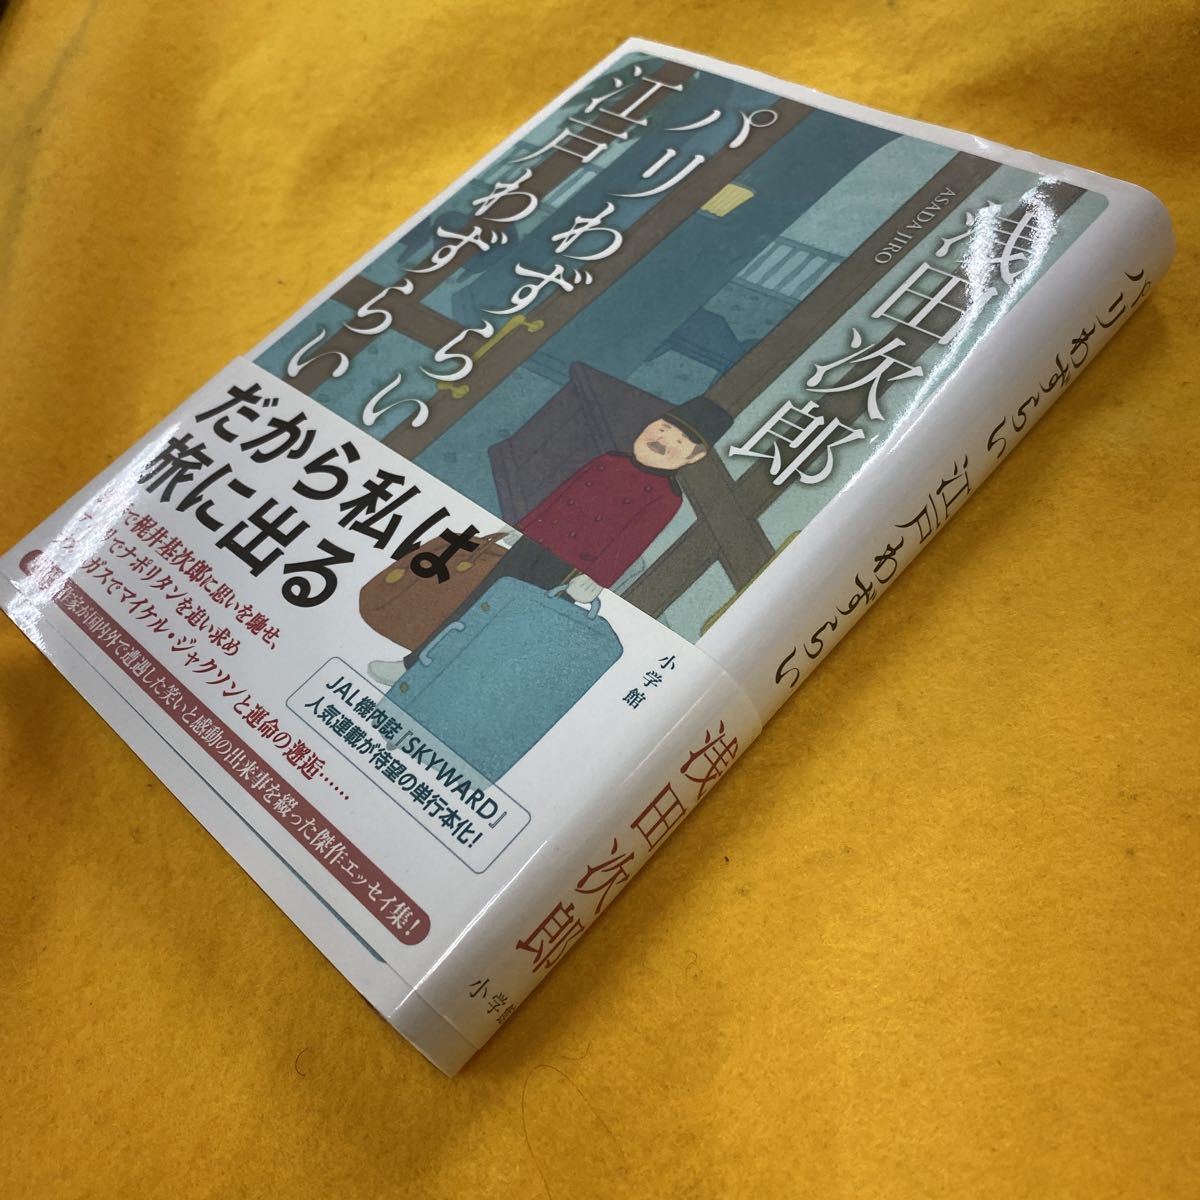 浅田次郎
ASADA JIRO
パリわずらい
江戸わずらい
だから私は
旅に出る
で梶井基次郎に思いを馳せ、
リでナポリタンを追い求め
ガスでマイケル・ジャクソンと運命の邂逅……
作家が国内外で遭遇した笑いと感動の出来事を綴った傑作エッセイ集！
JAL機内誌『SKYWARD』
人気連載が待望の単行本化！
パリわずらい 江戸わずらい
小学館
浅田次郎
小学館